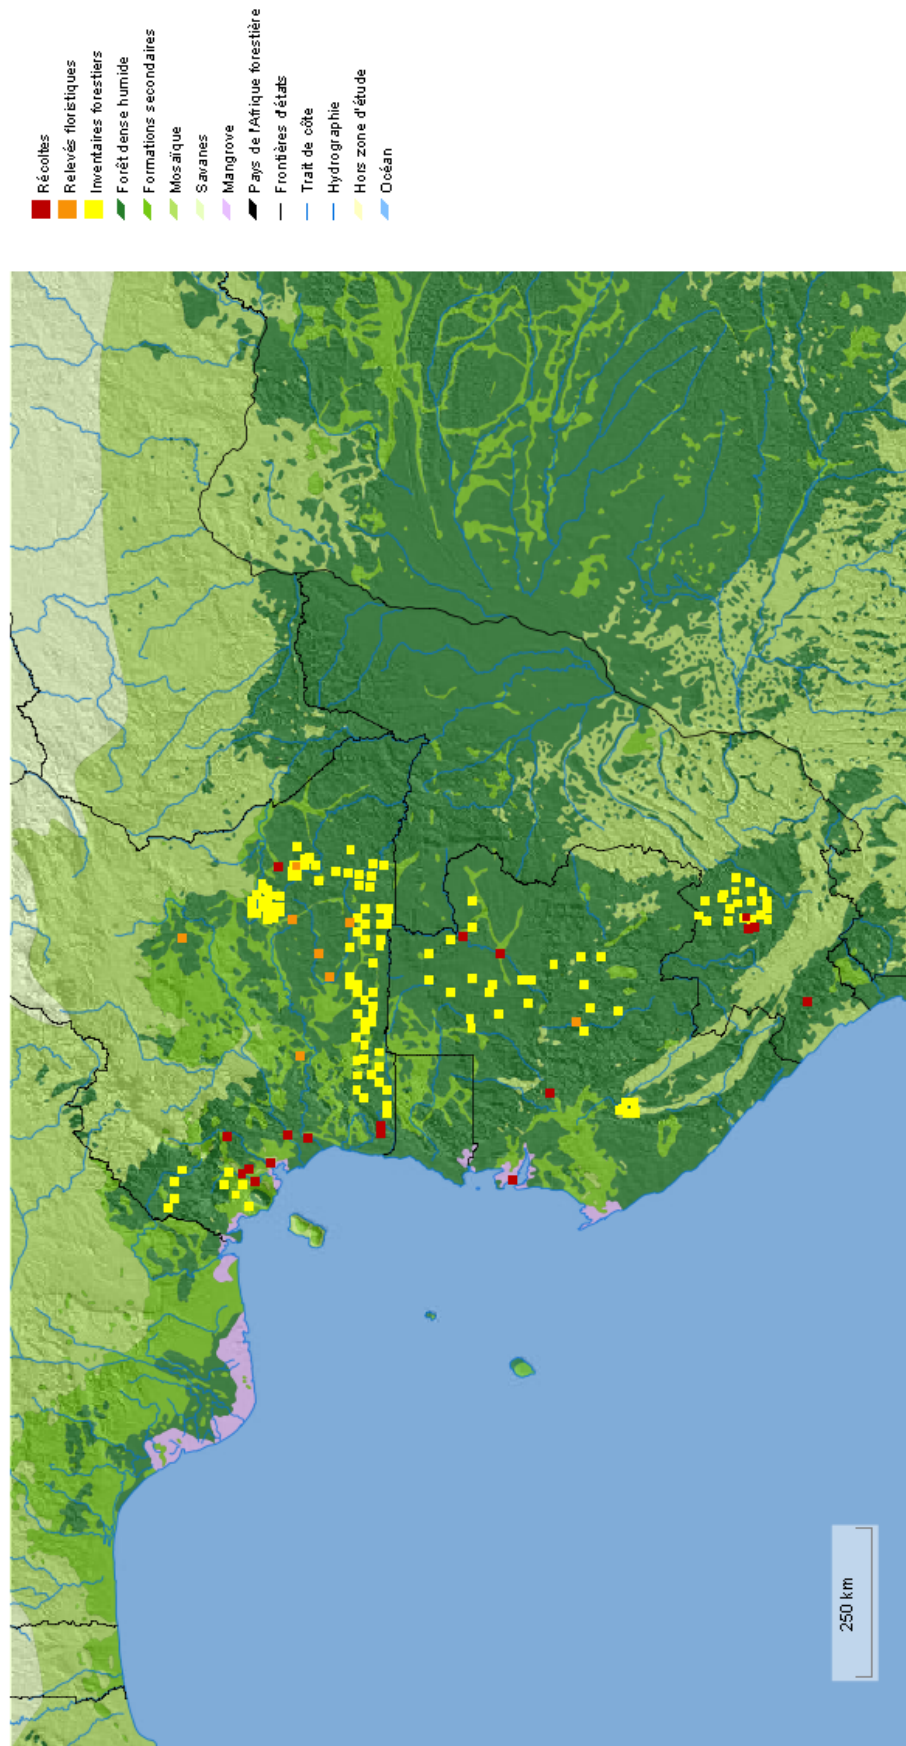 Récoltes
Relevés floristiques
Inventaires forestiers
Forêt dense humide
Formations secondaires
Mosaïque
Savanes
Mangrove
Pays de l'Afrique forestière
Frontières d'états
Trait de côte
Hydrographie
Hors zone d'étude
Océan
250 km